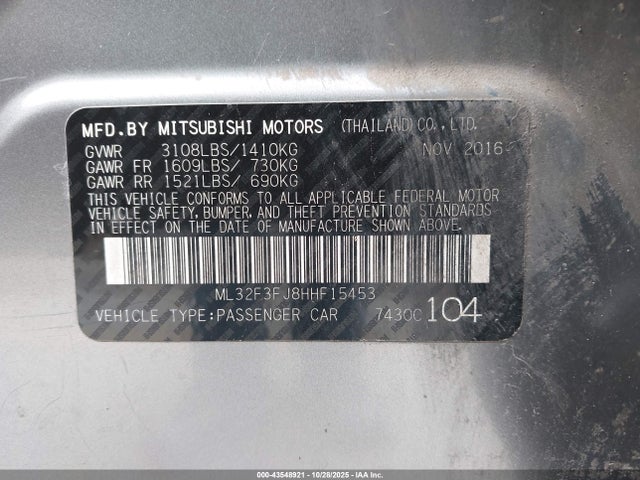 MFD.BY MITSUBISHI MOTORS (THAILAND)CO.,LTD.
GVWR 3108LBS/1410KG NOV 2016
GAWR FR 1609LBS/ 730KG
GAWR RR 1521LBS/ 690KG
THIS VEHICLE CONFORMS TO ALL APPLICABLE FEDERAL MOTOR
VEHICLE SAFETY, BUMPER, AND THEFT PREVENTION STANDARDS
IN EFFECT ON THE DATE OF MANUFACTURE SHOWN ABOVE.
ML32F3FJ8HHF15453
VEHICLE TYPE:PASSENGER CAR 7430C 104
000-43548921 | 10/28/2025 | IAAI.COM